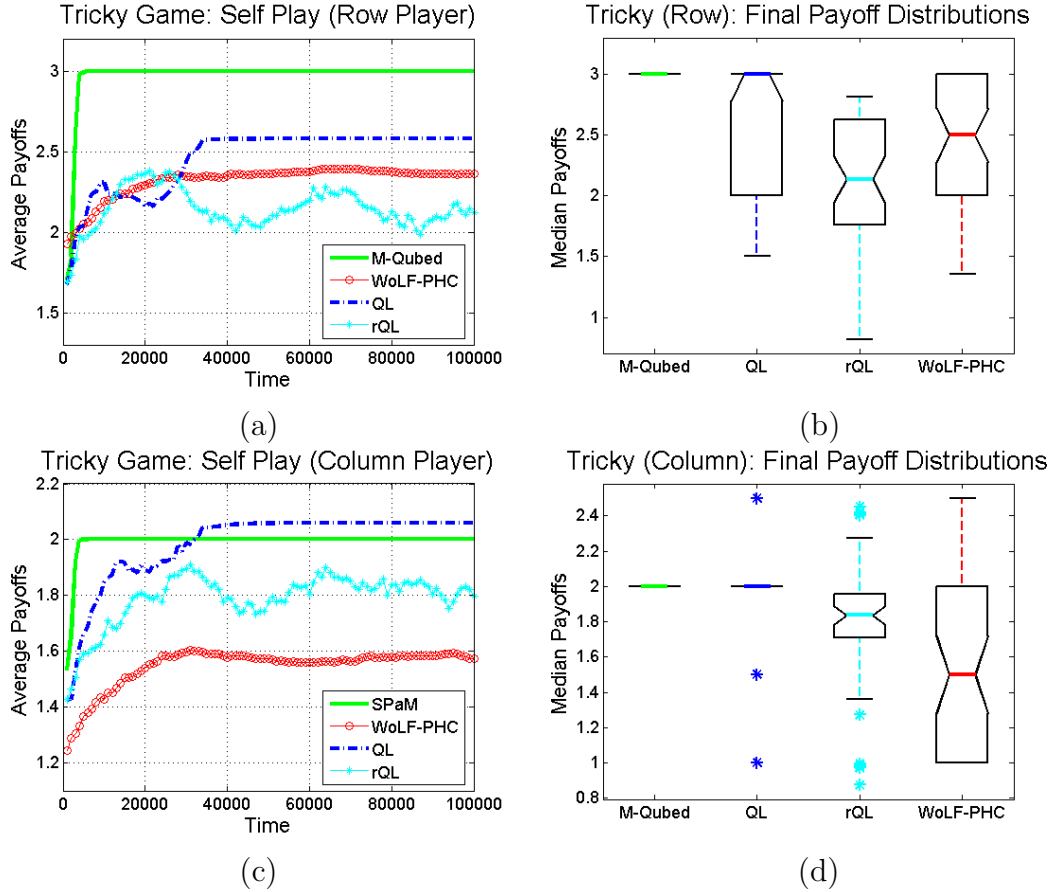 Tricky Game: Self Play (Row Player)
Average Payoffs
3
2.5
2
1.5
M-Qubed
WoLF-PHC
QL
rQL
0
20000
40000
60000
80000
100000
Time
(a)
Tricky (Row): Final Payoff Distributions
Median Payoffs
3
2.5
2
1.5
1
M-Qubed
QL
rQL
WoLF-PHC
(b)
Tricky Game: Self Play (Column Player)
Average Payoffs
2.2
2
1.8
1.6
1.4
1.2
SPaM
WoLF-PHC
QL
rQL
0
20000
40000
60000
80000
100000
Time
(c)
Tricky (Column): Final Payoff Distributions
Median Payoffs
2.4
2.2
2
1.8
1.6
1.4
1.2
1
0.8
M-Qubed
QL
rQL
WoLF-PHC
(d)